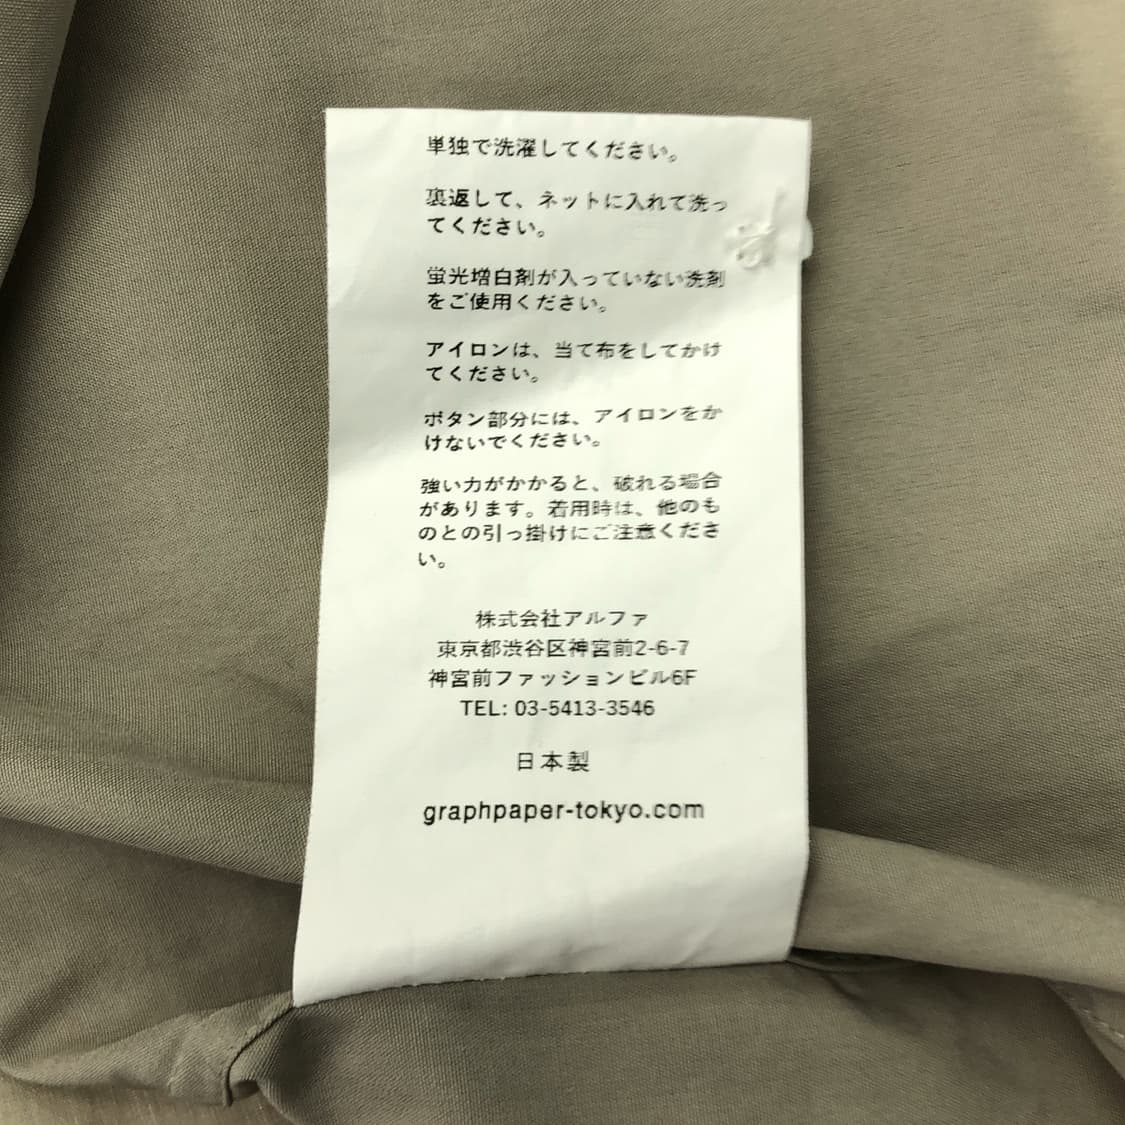 単独で洗濯してください。
裏返して、ネットに入れて洗っ
てください。
蛍光増白剤が入っていない洗剤
をご使用ください。
アイロンは、当て布をしてかけ
てください。
ボタン部分には、アイロンをか
けないでください。
強い力がかかると、破れる場合
があります。着用時は、他のも
のとの引っ掛けにご注意くださ
い。
株式会社アルファ
東京都渋谷区神宮前2-6-7
神宮前ファッションビル6F
TEL: 03-5413-3546
日本製
graphpaper-tokyo.com